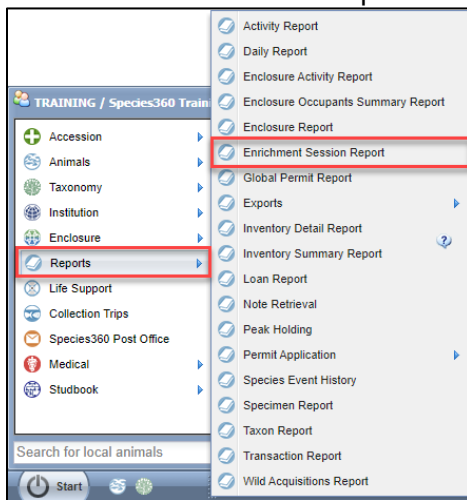 TRAINING / Species360 Train
Accession
Animals
Taxonomy
Institution
Enclosure
Reports
Life Support
Collection Trips
Species360 Post Office
Medical
Studbook
Search for local animals
Start
Activity Report
Daily Report
Enclosure Activity Report
Enclosure Occupants Summary Report
Enclosure Report
Enrichment Session Report
Global Permit Report
Exports
Inventory Detail Report
Inventory Summary Report
Loan Report
Note Retrieval
Peak Holding
Permit Application
Species Event History
Specimen Report
Taxon Report
Transaction Report
Wild Acquisitions Report